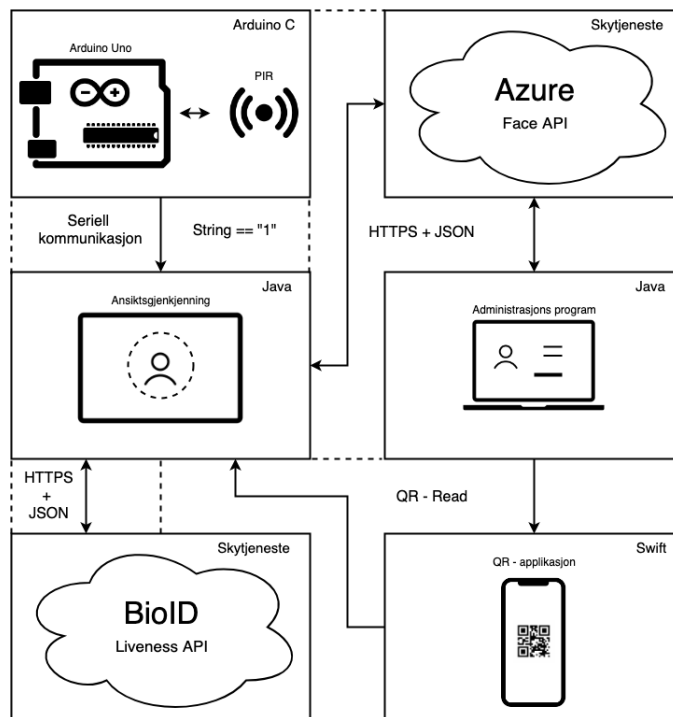 Arduino C
Arduino Uno
PIR
Skytjeneste
Azure
Face API
Seriell
kommunikasjon
String == "1"
HTTPS + JSON
Java
Ansiktsgjenkjenning
Java
Administrasjons program
HTTPS
+
JSON
QR - Read
Skytjeneste
BioID
Liveness API
Swift
QR - applikasjon